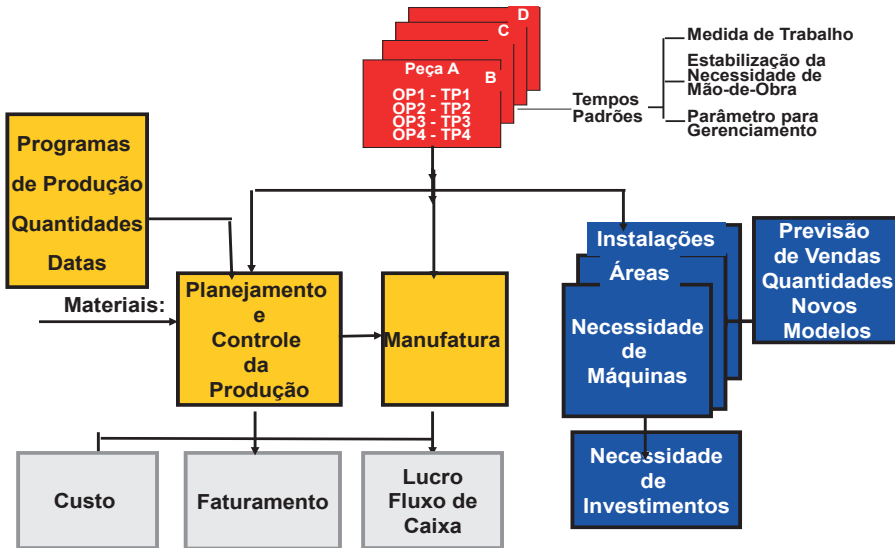 D
C
Peça A
B
OP1 - TP1
OP2 - TP2
OP3 - TP3
OP4 - TP4
Tempos
Padrões
Medida de Trabalho
Estabilização da
Necessidade de
Mão-de-Obra
Parâmetro para
Gerenciamento
Programas
de Produção
Quantidades
Datas
Materiais:
Planejamento
e
Controle
da
Produção
Manufatura
Instalações
Áreas
Necessidade
de
Máquinas
Previsão
de Vendas
Quantidades
Novos
Modelos
Custo
Faturamento
Lucro
Fluxo de
Caixa
Necessidade
de
Investimentos